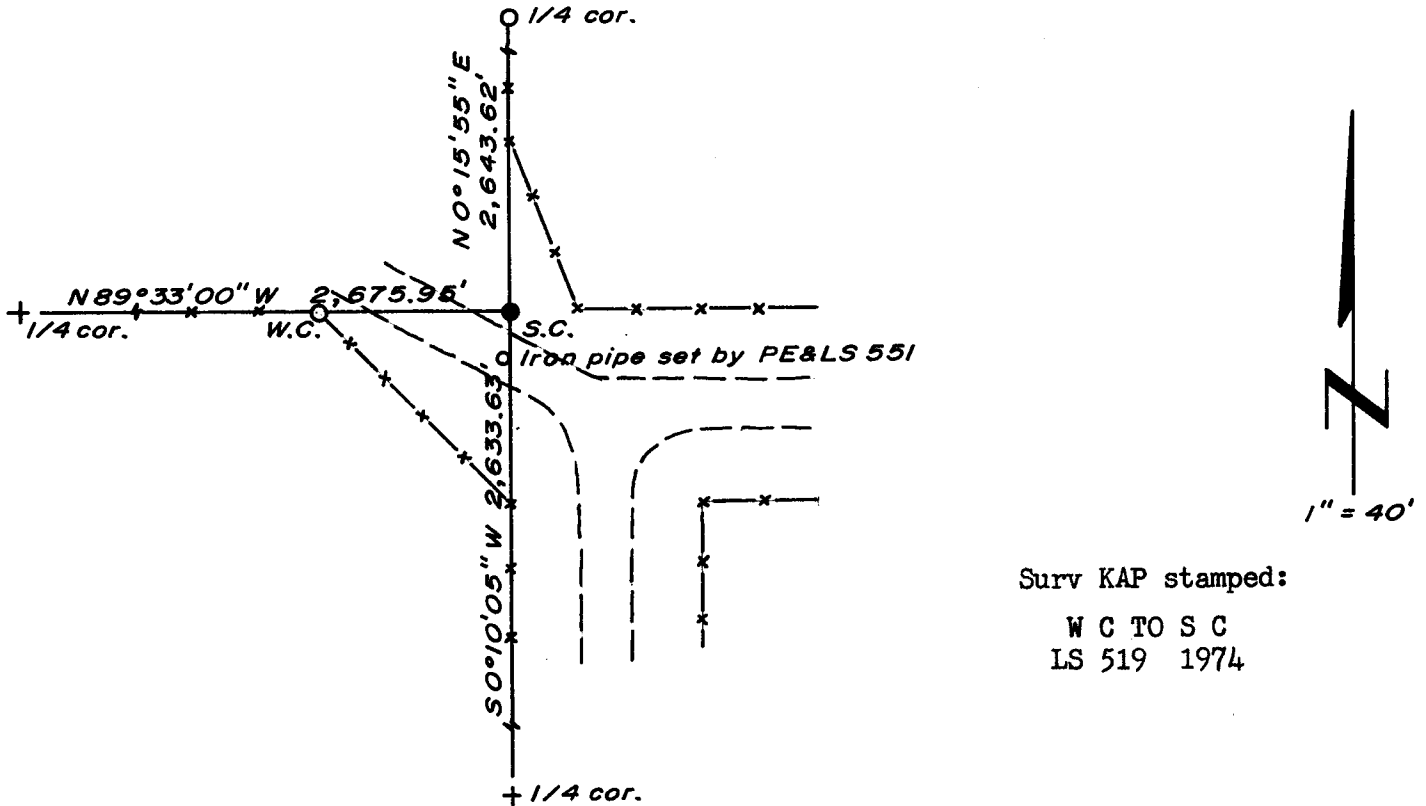 1/4 cor.
N 0°15'55" E
2,643.62'
N 89°33'00" W 2,675.95'
1/4 cor.
W.C.
S.C.
Iron pipe set by PE&LS 551
S 0°10'05" W 2,633.63'
1/4 cor.
N
1" = 40'
Surv KAP stamped:
W C TO S C
LS 519 1974